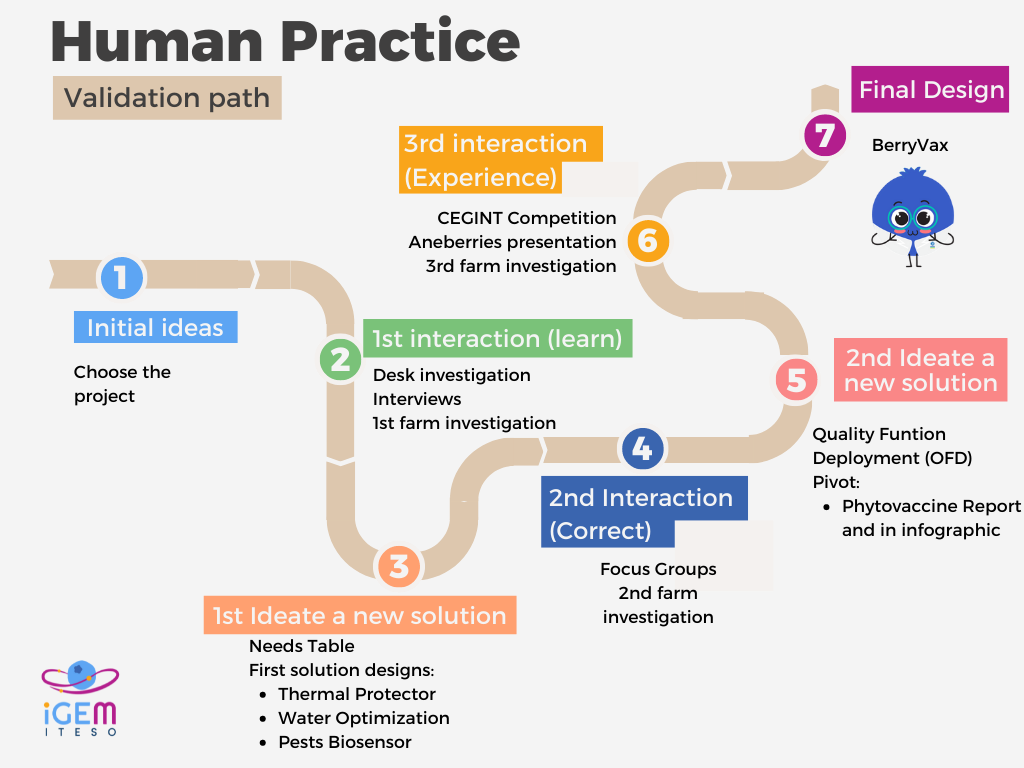 Human Practice
Validation path
1
Initial ideas
Choose the
project
2
1st interaction (learn)
Desk investigation
Interviews
1st farm investigation
3
1st Ideate a new solution
Needs Table
First solution designs:
• Thermal Protector
• Water Optimization
• Pests Biosensor
4
2nd Interaction
(Correct)
Focus Groups
2nd farm
investigation
5
2nd Ideate a
new solution
Quality Funtion
Deployment (OFD)
Pivot:
• Phytovaccine Report
and in infographic
6
3rd interaction
(Experience)
CEGINT Competition
Aneberries presentation
3rd farm investigation
7
Final Design
BerryVax
iGEM
ITESO